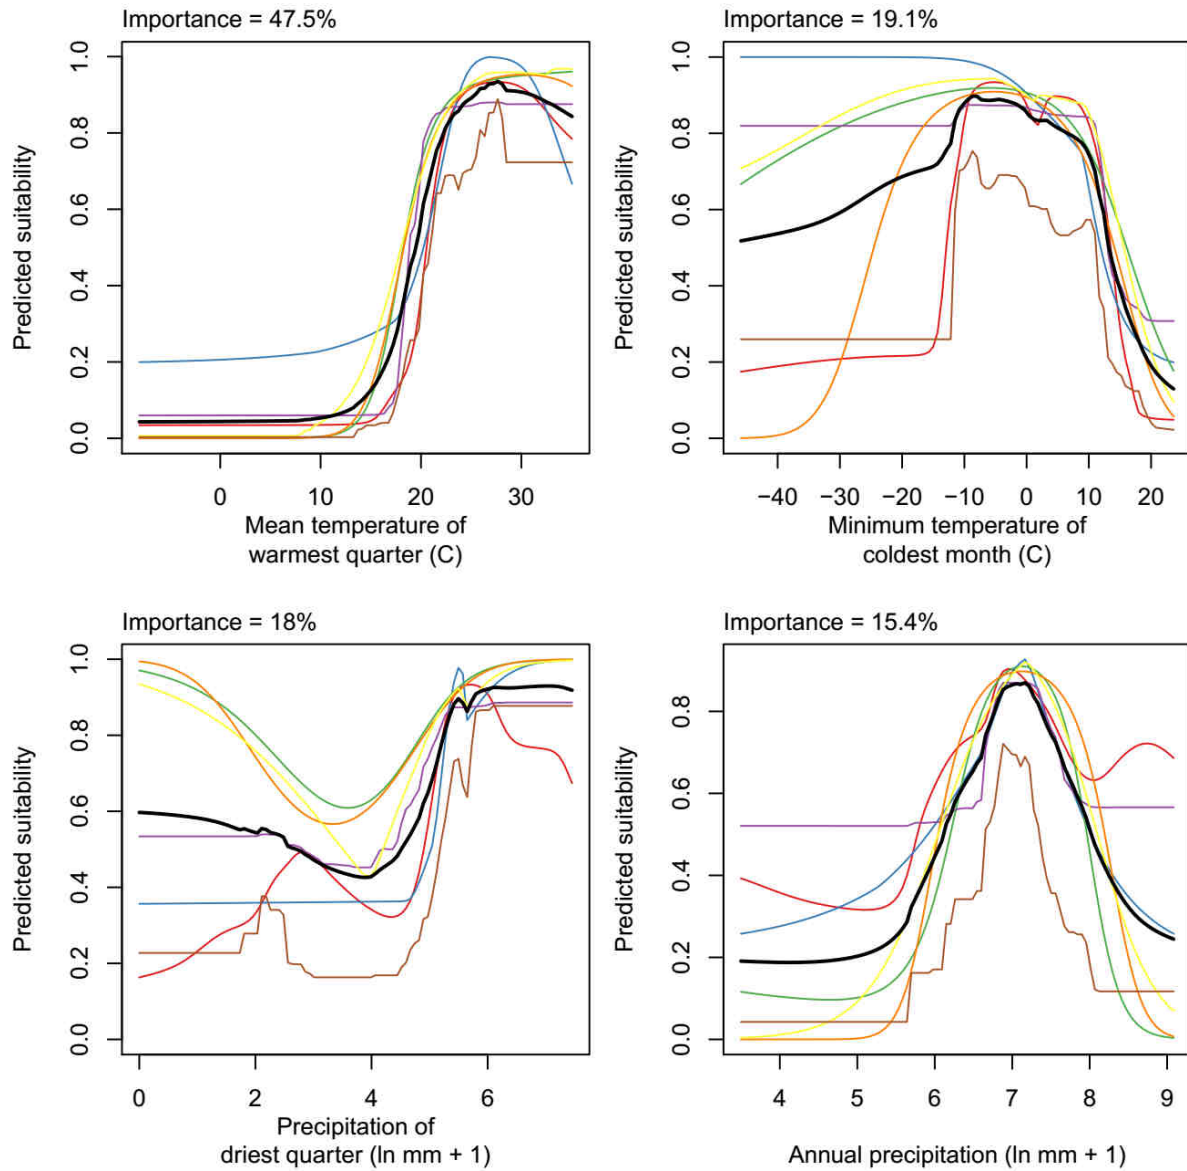 Importance = 47.5%
Predicted suitability
0.0 0.2 0.4 0.6 0.8 1.0
0 10 20 30
Mean temperature of
warmest quarter (C)
Importance = 19.1%
Predicted suitability
0.0 0.2 0.4 0.6 0.8 1.0
−40 −30 −20 −10 0 10 20
Minimum temperature of
coldest month (C)
Importance = 18%
Predicted suitability
0.0 0.2 0.4 0.6 0.8 1.0
0 2 4 6
Precipitation of
driest quarter (ln mm + 1)
Importance = 15.4%
Predicted suitability
0.0 0.2 0.4 0.6 0.8
4 5 6 7 8 9
Annual precipitation (ln mm + 1)